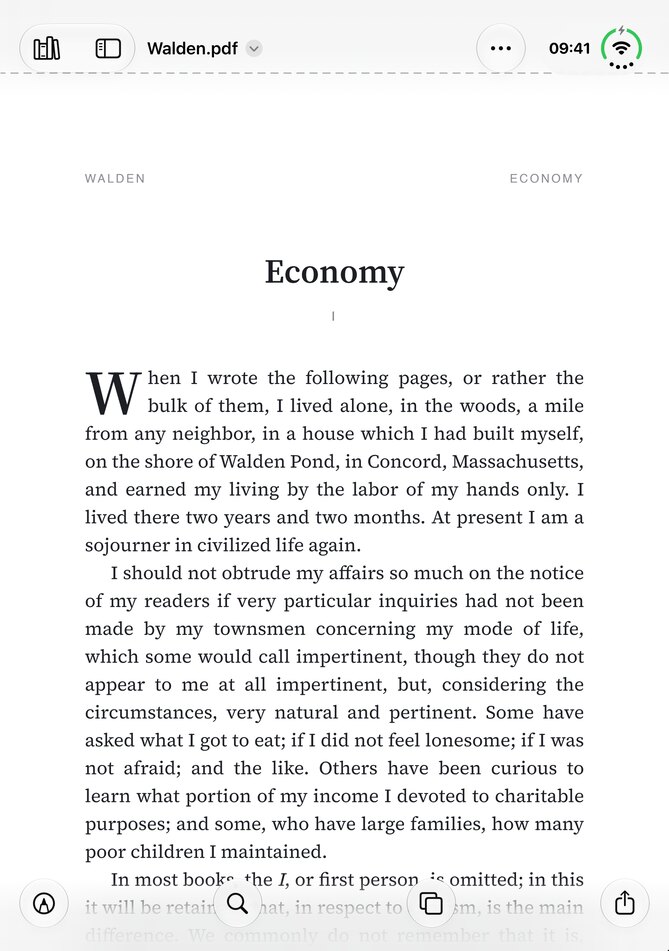 Walden.pdf
09:41
WALDEN ECONOMY
Economy
I
When I wrote the following pages, or rather the
bulk of them, I lived alone, in the woods, a mile
from any neighbor, in a house which I had built myself,
on the shore of Walden Pond, in Concord, Massachusetts,
and earned my living by the labor of my hands only. I
lived there two years and two months. At present I am a
sojourner in civilized life again.
I should not obtrude my affairs so much on the notice
of my readers if very particular inquiries had not been
made by my townsmen concerning my mode of life,
which some would call impertinent, though they do not
appear to me at all impertinent, but, considering the
circumstances, very natural and pertinent. Some have
asked what I got to eat; if I did not feel lonesome; if I was
not afraid; and the like. Others have been curious to
learn what portion of my income I devoted to charitable
purposes; and some, who have large families, how many
poor children I maintained.
In most books, the I, or first person, is omitted; in this
it will be in respect to is the main
difference. We commonly do not remember that it is,